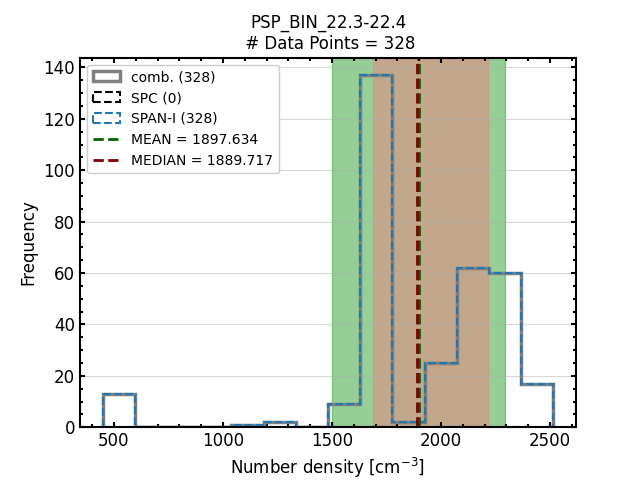 PSP_BIN_22.3-22.4
# Data Points = 328
comb. (328)
SPC (0)
SPAN-I (328)
MEAN = 1897.634
MEDIAN = 1889.717
Frequency
140
120
100
80
60
40
20
0
500 1000 1500 2000 2500
Number density [cm⁻³]